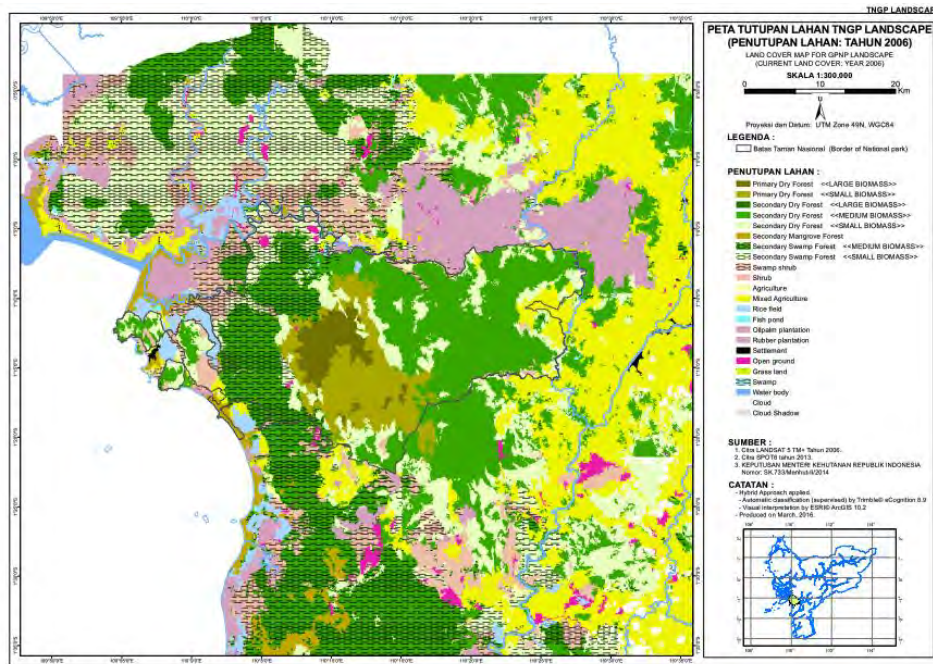 TNGP LANDSCAP
PETA TUTUPAN LAHAN TNGP LANDSCAPE
(PENUTUPAN LAHAN: TAHUN 2006)
LAND COVER MAP FOR GPNP LANDSCAPE
(CURRENT LAND COVER: YEAR 2006)
SKALA 1:300,000
0 10 20
Km
Proyeksi dan Datum: UTM Zone 49N, WGC84
LEGENDA :
Batas Taman Nasional (Border of National park)
PENUTUPAN LAHAN :
Primary Dry Forest <<LARGE BIOMASS>>
Primary Dry Forest <<SMALL BIOMASS>>
Secondary Dry Forest <<LARGE BIOMASS>>
Secondary Dry Forest <<MEDIUM BIOMASS>>
Secondary Dry Forest <<SMALL BIOMASS>>
Secondary Mangrove Forest
Secondary Swamp Forest <<MEDIUM BIOMASS>>
Secondary Swamp Forest <<SMALL BIOMASS>>
Swamp shrub
Shrub
Agriculture
Mixed Agriculture
Rice field
Fish pond
Oilpalm plantation
Rubber plantation
Settlement
Open ground
Grass land
Swamp
Water body
Cloud
Cloud Shadow
SUMBER :
1. Citra LANDSAT 5 TM+ Tahun 2006.
2. Citra SPOT6 tahun 2013.
3. KEPUTUSAN MENTERI KEHUTANAN REPUBLIK INDONESIA
Nomor: SK.733/Menhut-II/2014
CATATAN :
- Hybrid Approach applied.
- Automatic classification (supervised) by Trimble® eCognition 8.9
- Visual interpretation by ESRI® ArcGIS 10.2
- Produced on March, 2016.